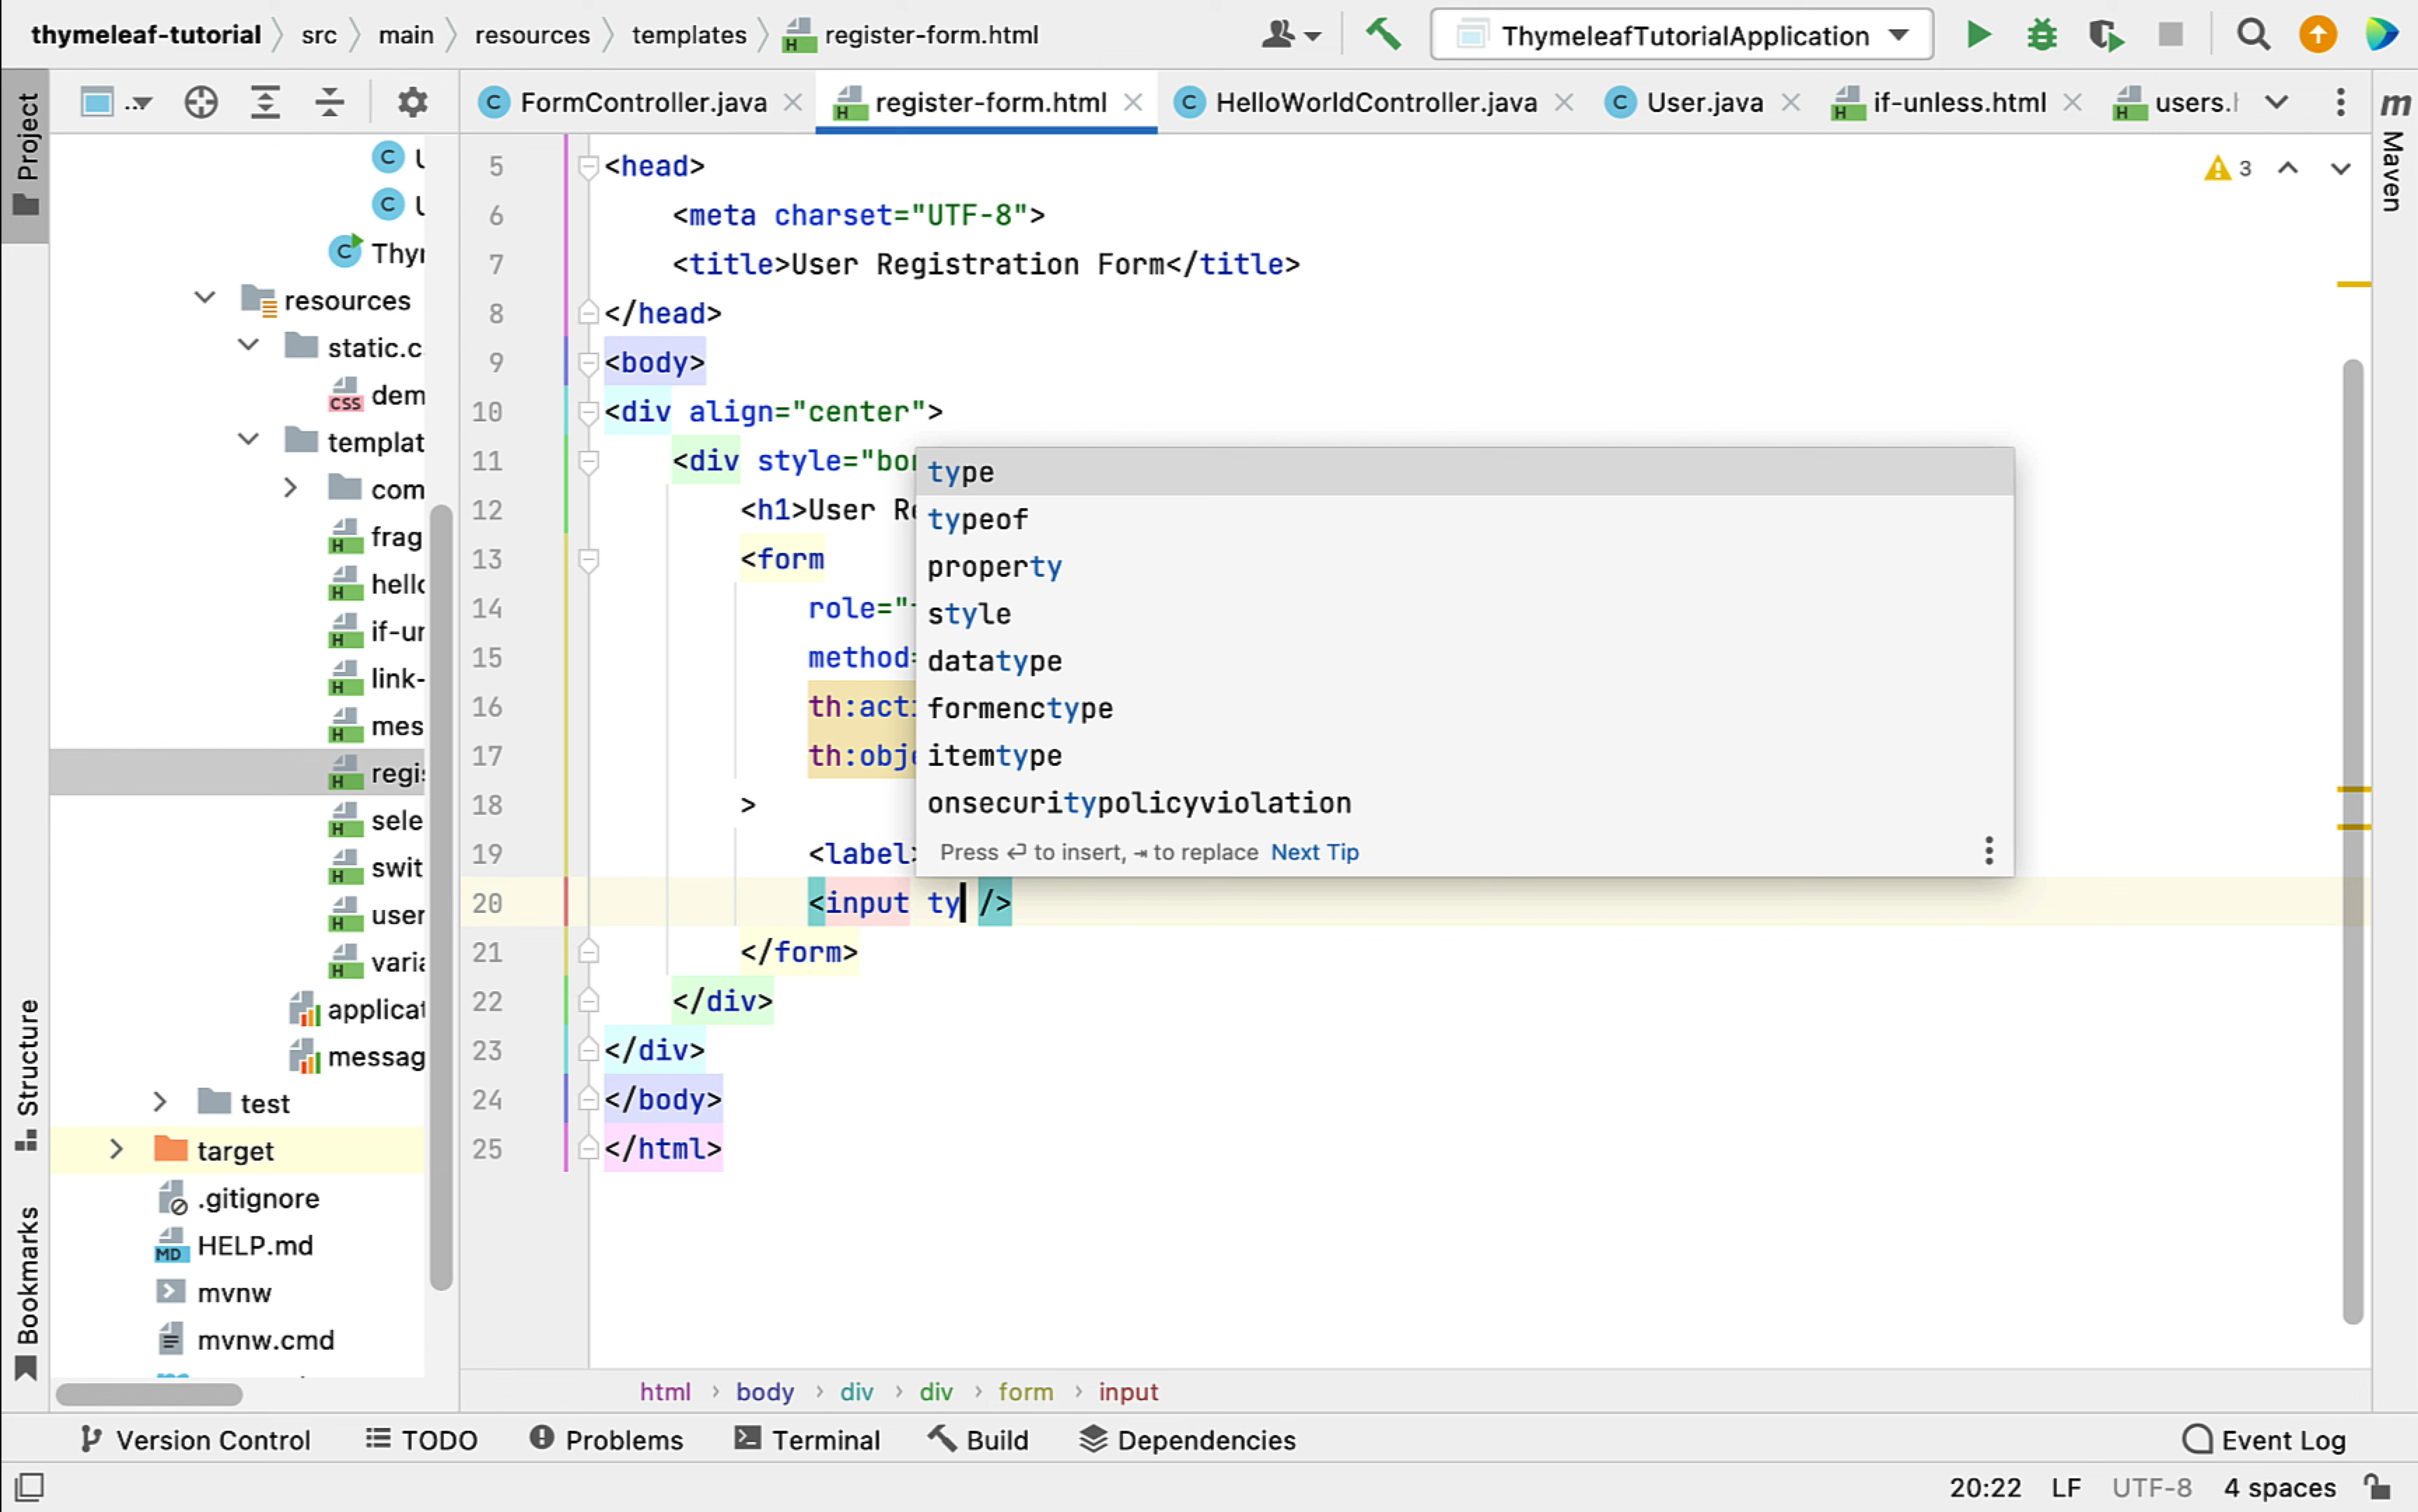 thymeleaf-tutorial src main resources templates register-form.html ThymeleafTutorialApplication
FormController.java register-form.html HelloWorldController.java User.java if-unless.html users.
Project
Structure
Bookmarks
Thy
resources
static.c
dem
templat
com
frag
hell
if-u
link-
mes
regi
sele
swit
user
vari
applicat
messag
test
target
.gitignore
HELP.md
mvnw
mvnw.cmd
5 <head>
6 <meta charset="UTF-8">
7 <title>User Registration Form</title>
8 </head>
9 <body>
10 <div align="center">
11 <div style="bo
12 <h1>User R
13 <form
14 role="
15 method=
16 th:acti
17 th:obje
18 >
19 <label>
20 <input ty />
21 </form>
22 </div>
23 </div>
24 </body>
25 </html>
type
typeof
property
style
datatype
formenctype
itemtype
onsecuritypolicyviolation
Press ⏎ to insert, ⇥ to replace Next Tip
3
Maven
html › body › div › div › form › input
Version Control TODO Problems Terminal Build Dependencies Event Log
20:22 LF UTF-8 4 spaces